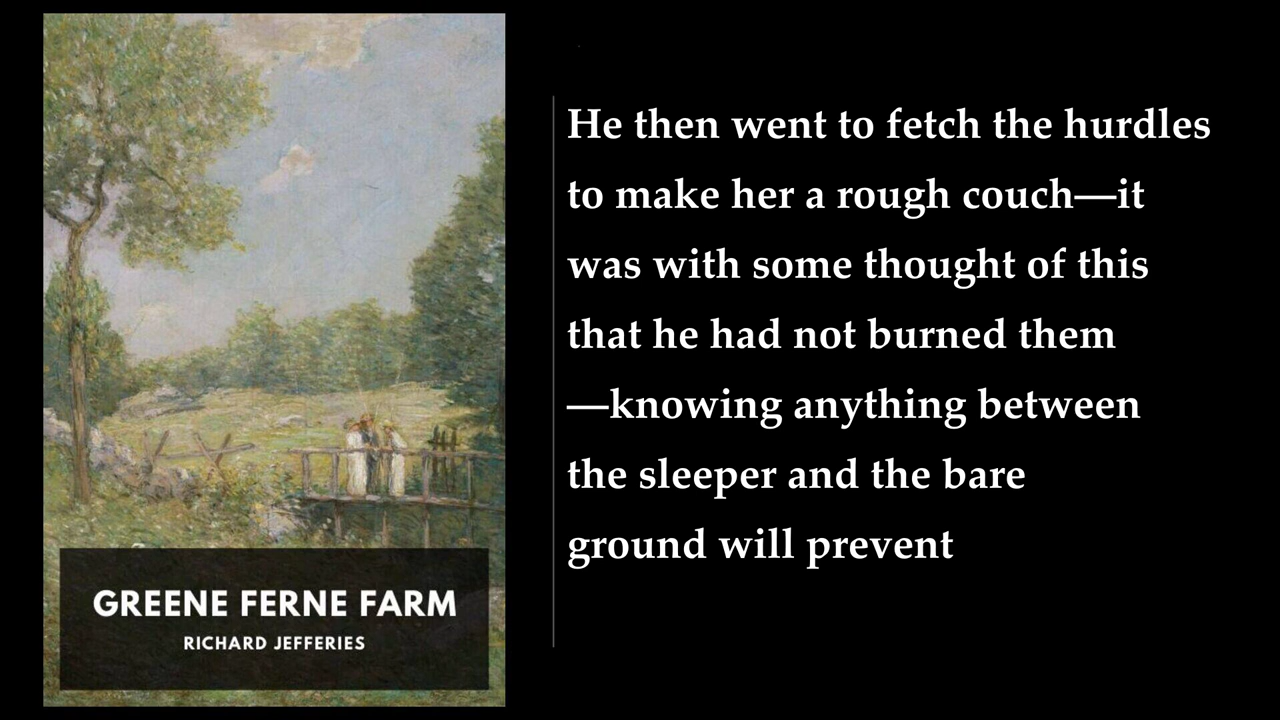 He then went to fetch the hurdles
to make her a rough couch—it
was with some thought of this
that he had not burned them
—knowing anything between
the sleeper and the bare
ground will prevent
GREENE FERNE FARM
RICHARD JEFFERIES